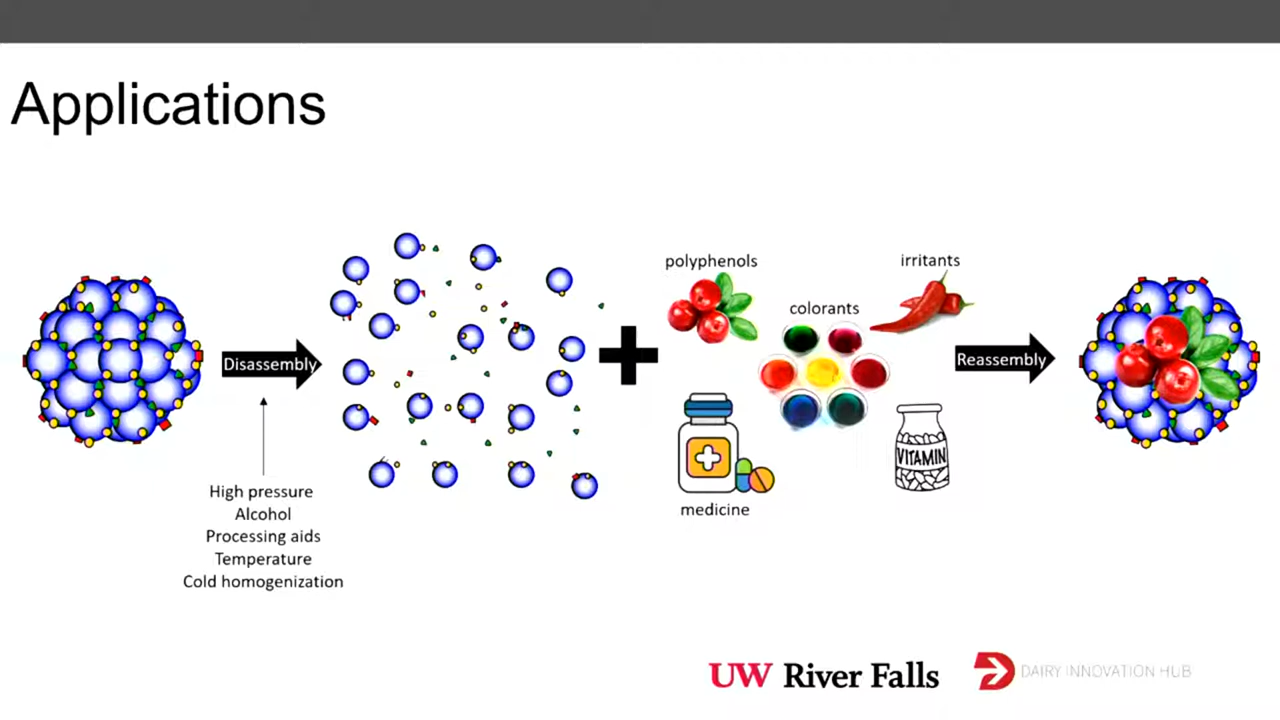 Applications
polyphenols
irritants
colorants
Disassembly
Reassembly
VITAMIN
medicine
High pressure
Alcohol
Processing aids
Temperature
Cold homogenization
UW River Falls
DAIRY INNOVATION HUB